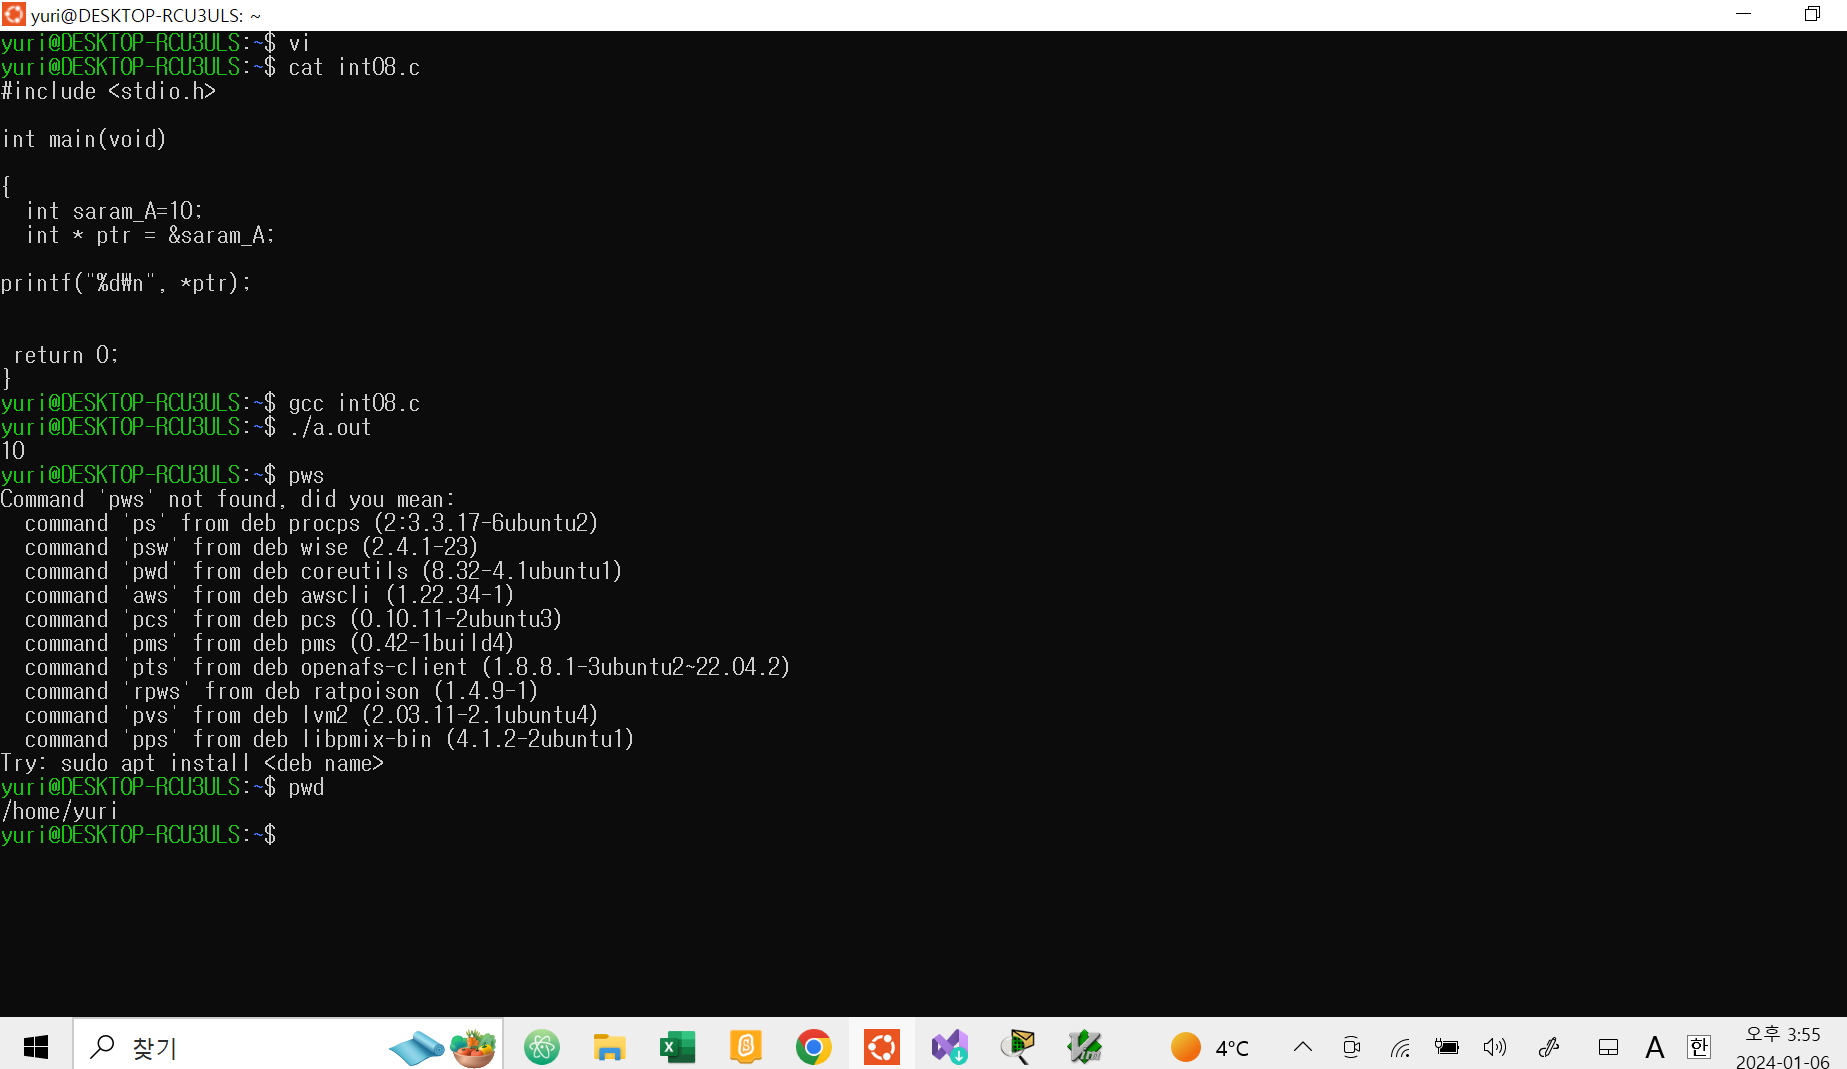 yuri@DESKTOP-RCU3ULS: ~
yuri@DESKTOP-RCU3ULS:~$ vi
yuri@DESKTOP-RCU3ULS:~$ cat int08.c
#include <stdio.h>
int main(void)
{
int saram_A=10;
int * ptr = &saram_A;
printf("%d₩n", *ptr);
return 0;
}
yuri@DESKTOP-RCU3ULS:~$ gcc int08.c
yuri@DESKTOP-RCU3ULS:~$ ./a.out
10
yuri@DESKTOP-RCU3ULS:~$ pws
Command 'pws' not found, did you mean:
command 'ps' from deb procps (2:3.3.17-6ubuntu2)
command 'psw' from deb wise (2.4.1-23)
command 'pwd' from deb coreutils (8.32-4.1ubuntu1)
command 'aws' from deb awscli (1.22.34-1)
command 'pcs' from deb pcs (0.10.11-2ubuntu3)
command 'pms' from deb pms (0.42-1build4)
command 'pts' from deb openafs-client (1.8.8.1-3ubuntu2~22.04.2)
command 'rpws' from deb ratpoison (1.4.9-1)
command 'pvs' from deb lvm2 (2.03.11-2.1ubuntu4)
command 'pps' from deb libpmix-bin (4.1.2-2ubuntu1)
Try: sudo apt install <deb name>
yuri@DESKTOP-RCU3ULS:~$ pwd
/home/yuri
yuri@DESKTOP-RCU3ULS:~$
찾기
4°C
A
한
오후 3:55
2024-01-06